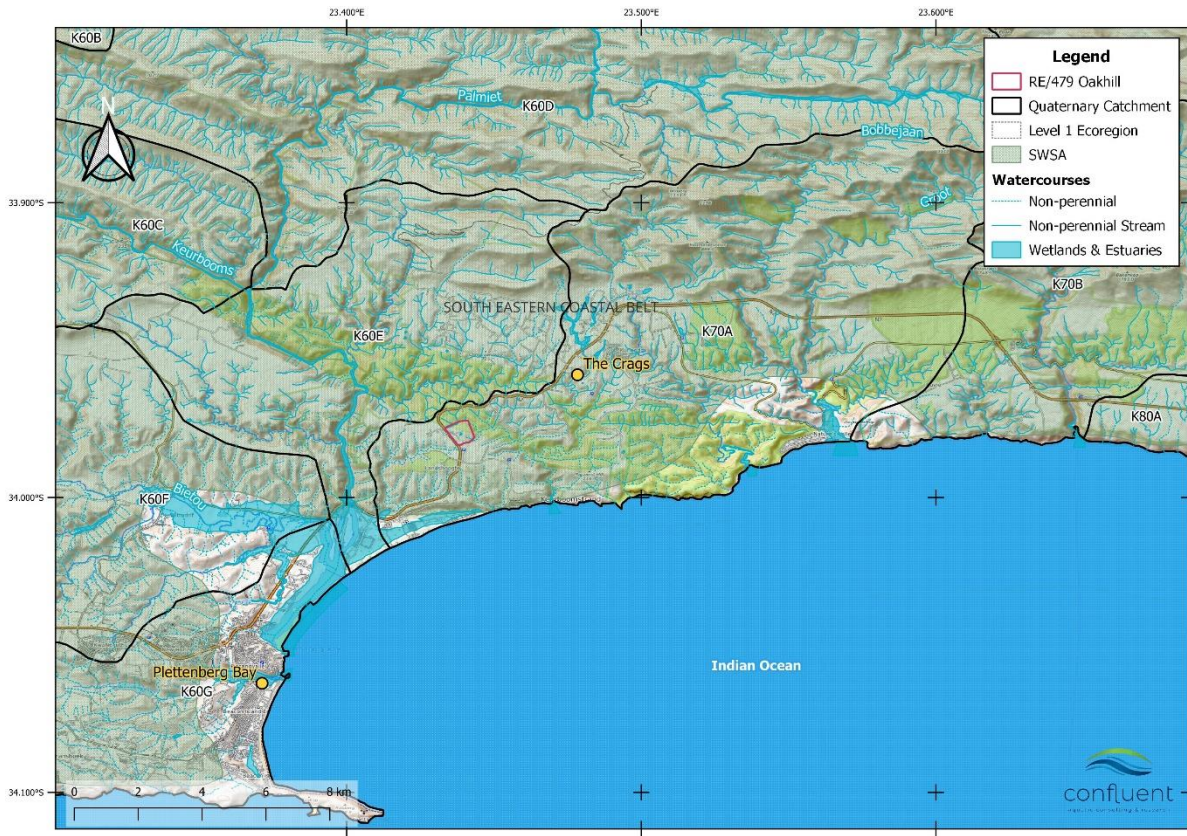 23.400°E
23.500°E
23.600°E
33.900°S
34.000°S
34.100°S
N
K60B
Palmiet
K60D
Bobbejaan
Groot
K60C
Keurbooms
K70B
SOUTH EASTERN COASTAL BELT
K60E
K70A
The Crags
K80A
K60F
Bietou
Plettenberg Bay
K60G
Indian Ocean
0 2 4 6 8 km
Legend
RE/479 Oakhill
Quaternary Catchment
Level 1 Ecoregion
SWSA
Watercourses
Non-perennial
Non-perennial Stream
Wetlands & Estuaries
confluent